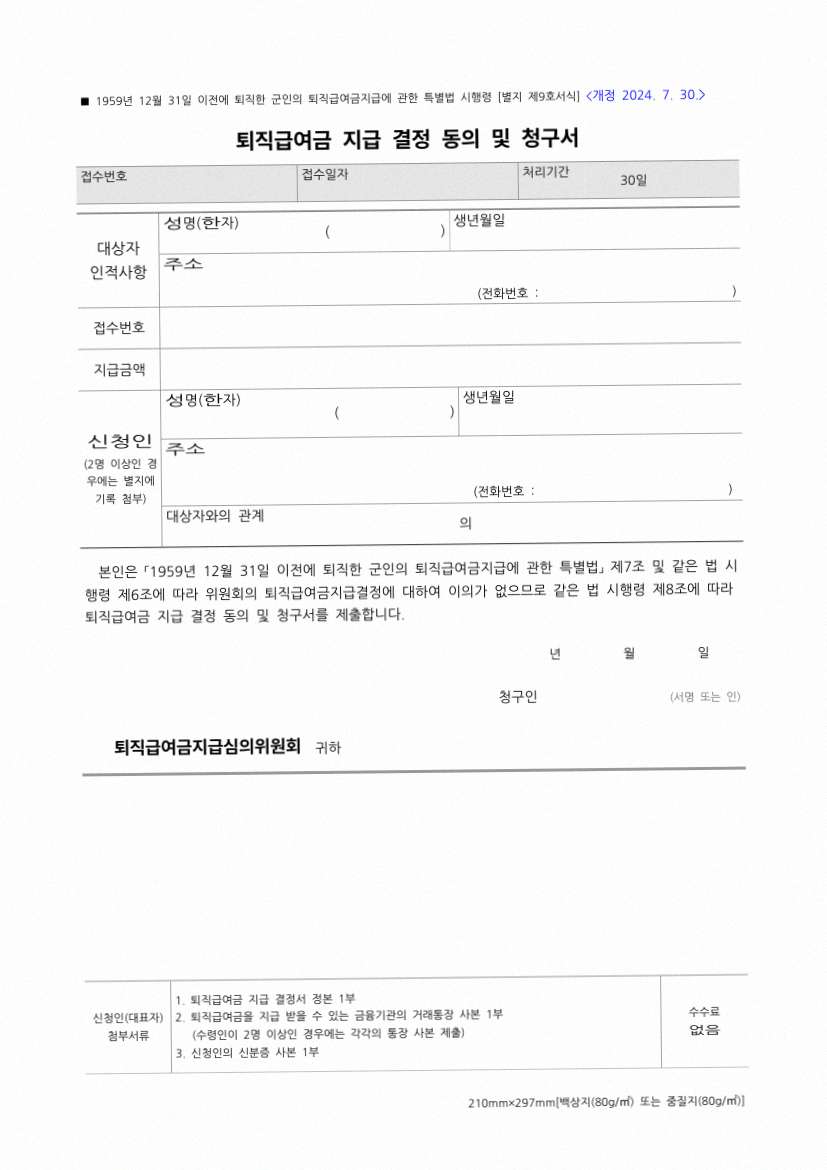 ■ 1959년 12월 31일 이전에 퇴직한 군인의 퇴직급여금지급에 관한 특별법 시행령 [별지 제9호서식] <개정 2024. 7. 30.>
퇴직급여금 지급 결정 동의 및 청구서
접수번호 접수일자 처리기간 30일
대상자
인적사항
성명(한자) ( ) 생년월일
주소
(전화번호 : )
접수번호
지급금액
신청인
(2명 이상인 경
우에는 별지에
기록 첨부)
성명(한자) ( ) 생년월일
주소
(전화번호 : )
대상자와의 관계 의
본인은 「1959년 12월 31일 이전에 퇴직한 군인의 퇴직급여금지급에 관한 특별법」 제7조 및 같은 법 시
행령 제6조에 따라 위원회의 퇴직급여금지급결정에 대하여 이의가 없으므로 같은 법 시행령 제8조에 따라
퇴직급여금 지급 결정 동의 및 청구서를 제출합니다.
년 월 일
청구인 (서명 또는 인)
퇴직급여금지급심의위원회 귀하
신청인(대표자)
첨부서류
1. 퇴직급여금 지급 결정서 정본 1부
2. 퇴직급여금을 지급 받을 수 있는 금융기관의 거래통장 사본 1부
(수령인이 2명 이상인 경우에는 각각의 통장 사본 제출)
3. 신청인의 신분증 사본 1부
수수료
없음
210mm×297mm[백상지(80g/㎡) 또는 중질지(80g/㎡)]